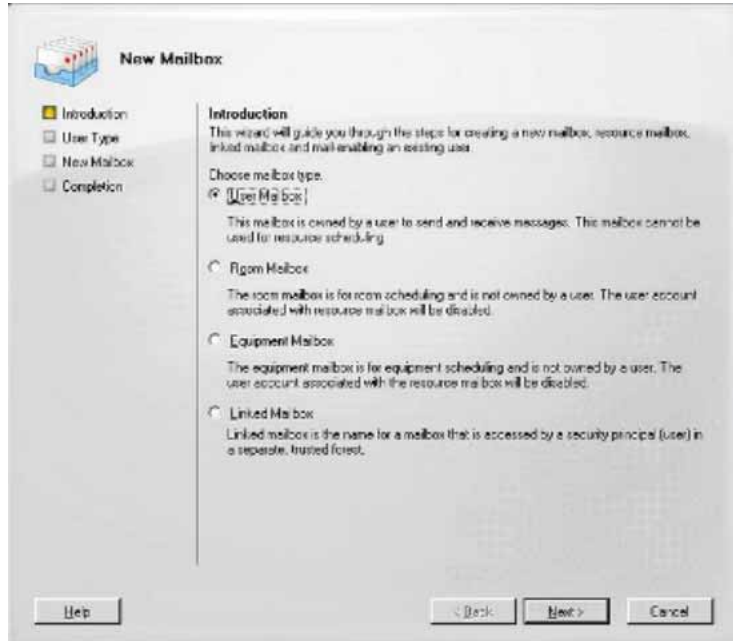 New Mailbox
Introduction
User Type
New Mailbox
Completion
Introduction
This wizard will guide you through the steps for creating a new mailbox, resource mailbox,
linked mailbox and mail-enabling an existing user.
Choose mailbox type.
User Mailbox
This mailbox is owned by a user to send and receive messages. This mailbox cannot be
used for resource scheduling.
Room Mailbox
The room mailbox is for room scheduling and is not owned by a user. The user account
associated with resource mailbox will be disabled.
Equipment Mailbox
The equipment mailbox is for equipment scheduling and is not owned by a user. The
user account associated with the resource mailbox will be disabled.
Linked Mailbox
Linked mailbox is the name for a mailbox that is accessed by a security principal (user) in
a separate, trusted forest.
Help
< Back
Next >
Cancel